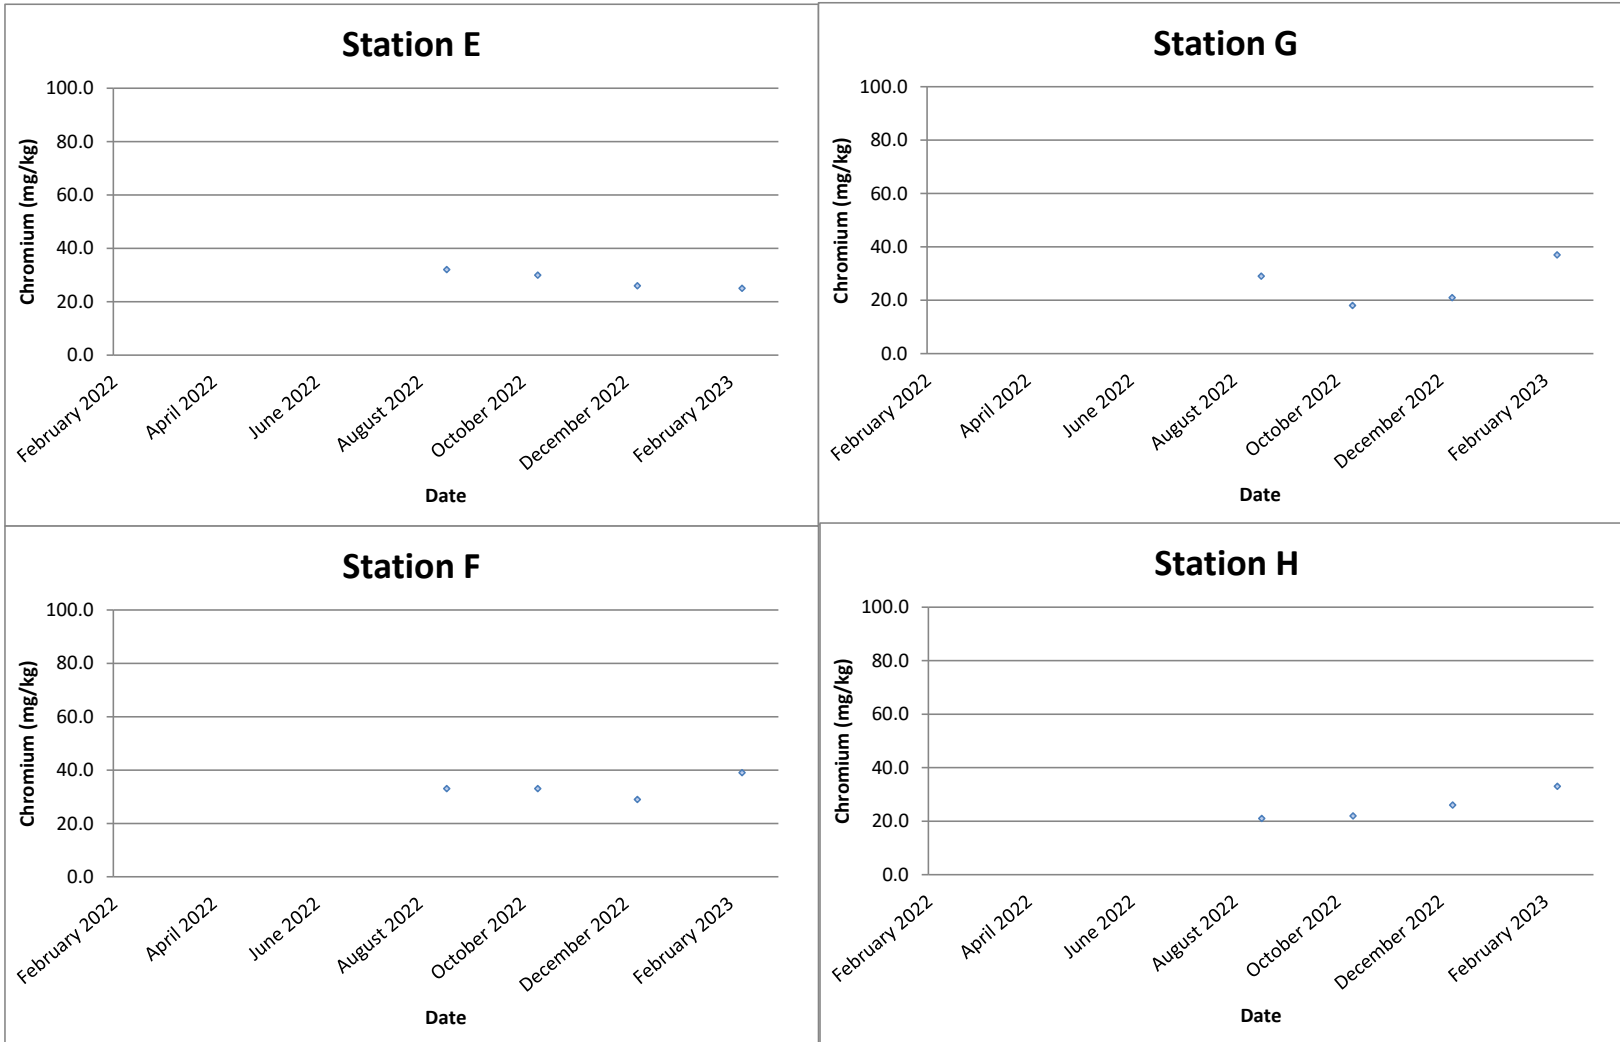 Station E
100.0
80.0
60.0
40.0
20.0
0.0
Chromium (mg/kg)
February 2022
April 2022
June 2022
August 2022
October 2022
December 2022
February 2023
Date
Station G
100.0
80.0
60.0
40.0
20.0
0.0
Chromium (mg/kg)
February 2022
April 2022
June 2022
August 2022
October 2022
December 2022
February 2023
Date
Station F
100.0
80.0
60.0
40.0
20.0
0.0
Chromium (mg/kg)
February 2022
April 2022
June 2022
August 2022
October 2022
December 2022
February 2023
Date
Station H
100.0
80.0
60.0
40.0
20.0
0.0
Chromium (mg/kg)
February 2022
April 2022
June 2022
August 2022
October 2022
December 2022
February 2023
Date